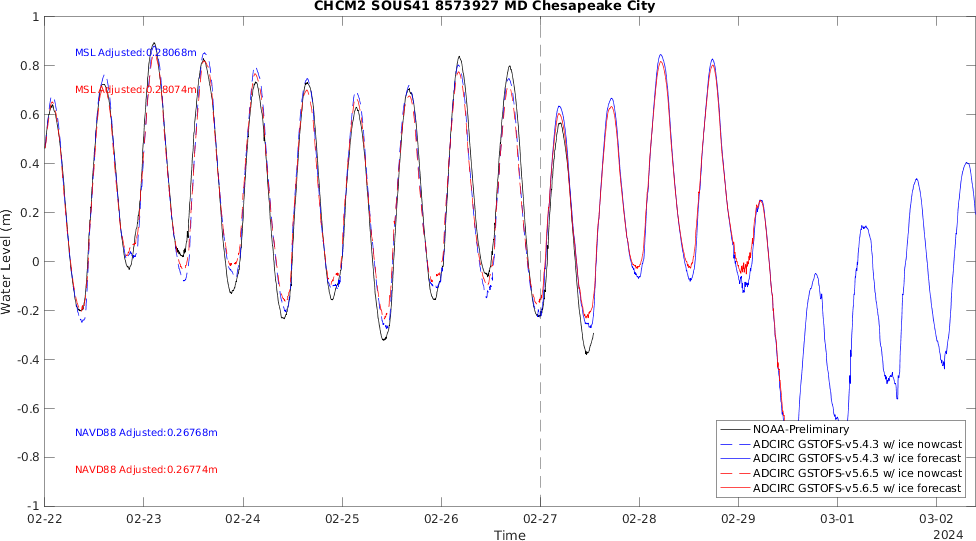 CHCM2 SOUS41 8573927 MD Chesapeake City
1
0.8
0.6
0.4
0.2
0
-0.2
-0.4
-0.6
-0.8
-1
Water Level (m)
MSL Adjusted:0.28068m
MSL Adjusted:0.28074m
NAVD88 Adjusted:0.26768m
NAVD88 Adjusted:0.26774m
NOAA-Preliminary
ADCIRC GSTOFS-v5.4.3 w/ ice nowcast
ADCIRC GSTOFS-v5.4.3 w/ ice forecast
ADCIRC GSTOFS-v5.6.5 w/ ice nowcast
ADCIRC GSTOFS-v5.6.5 w/ ice forecast
02-22 02-23 02-24 02-25 02-26 02-27 02-28 02-29 03-01 03-02
Time 2024